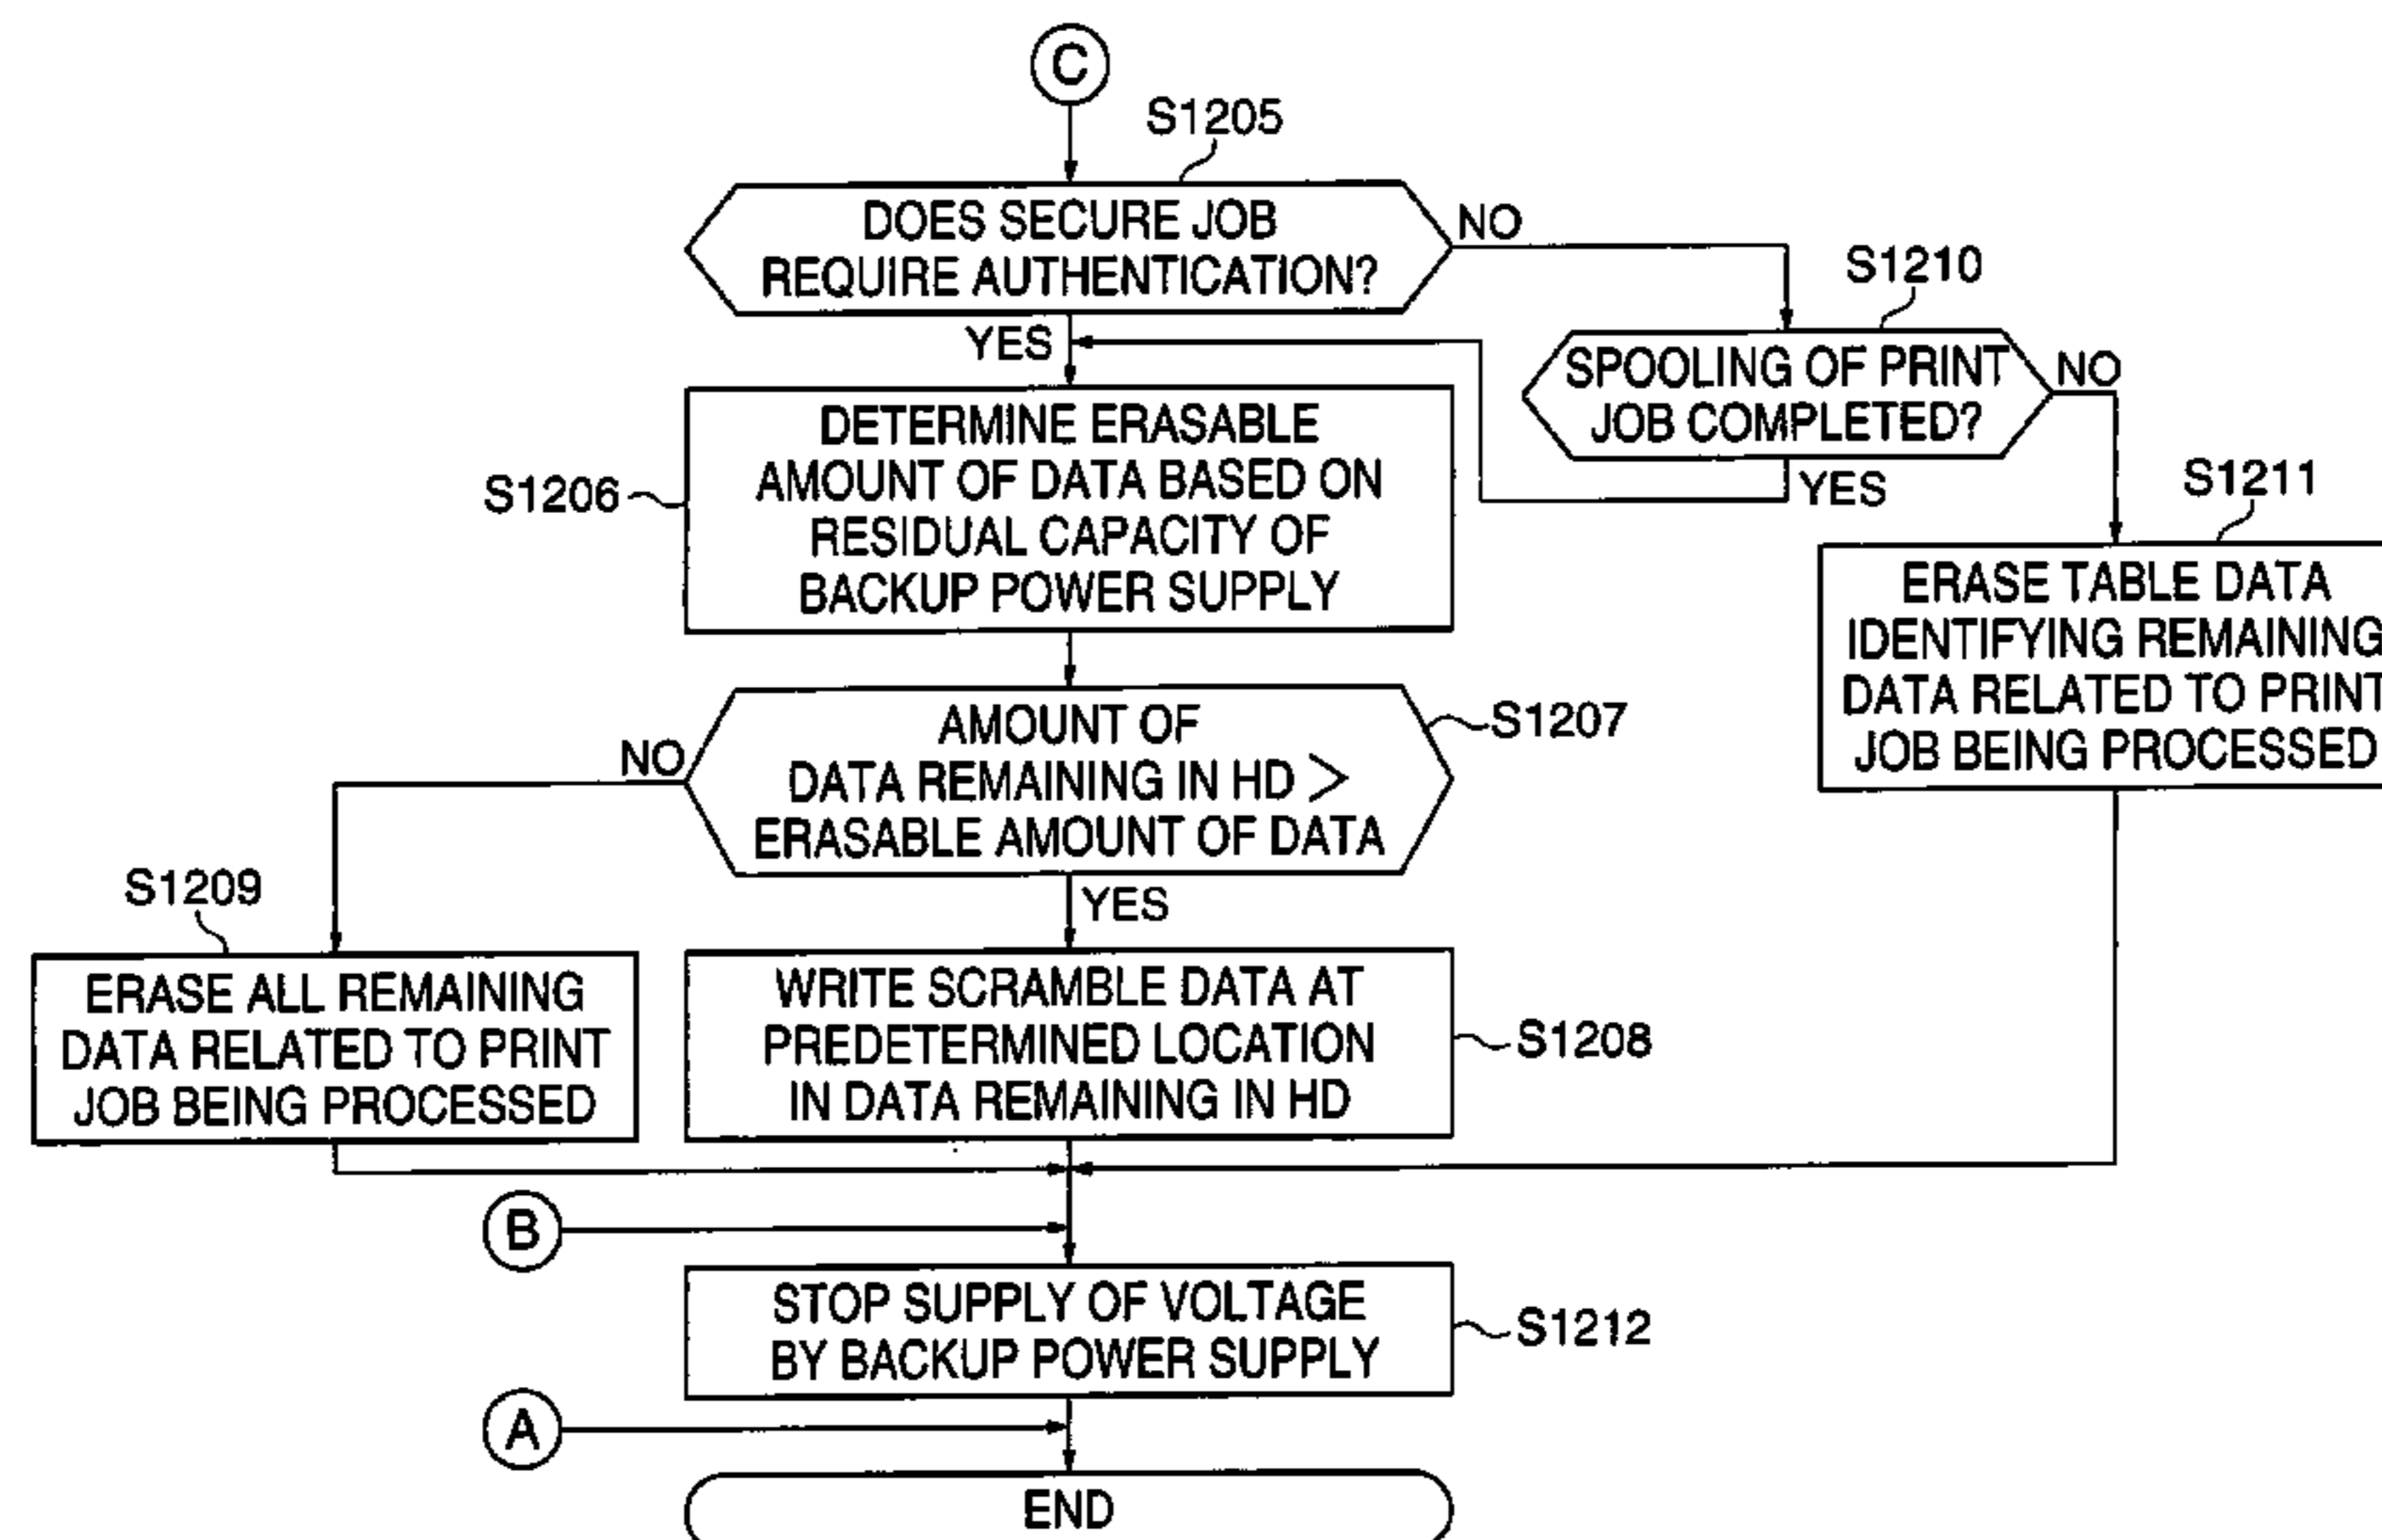 C
S1205
DOES SECURE JOB
REQUIRE AUTHENTICATION?
NO
YES
S1210
SPOOLING OF PRINT
JOB COMPLETED?
NO
YES
S1206
DETERMINE ERASABLE
AMOUNT OF DATA BASED ON
RESIDUAL CAPACITY OF
BACKUP POWER SUPPLY
S1211
ERASE TABLE DATA
IDENTIFYING REMAINING
DATA RELATED TO PRINT
JOB BEING PROCESSED
S1207
AMOUNT OF
DATA REMAINING IN HD >
ERASABLE AMOUNT OF DATA
NO
YES
S1209
ERASE ALL REMAINING
DATA RELATED TO PRINT
JOB BEING PROCESSED
WRITE SCRAMBLE DATA AT
PREDETERMINED LOCATION
IN DATA REMAINING IN HD
S1208
B
STOP SUPPLY OF VOLTAGE
BY BACKUP POWER SUPPLY
S1212
A
END